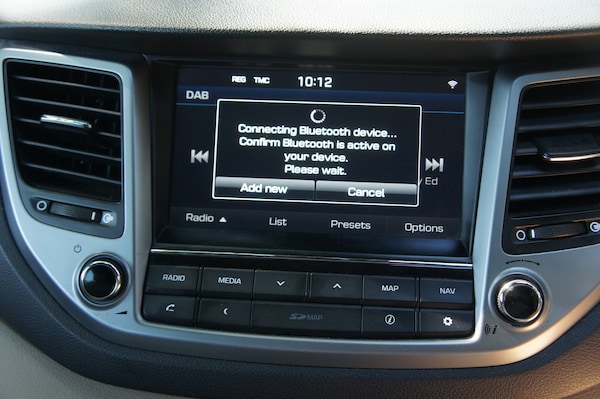 REG TMC 10:12
DAB
Connecting Bluetooth device...
Confirm Bluetooth is active on
your device.
Please wait.
Ed
Add new Cancel
Radio List Presets Options
RADIO MEDIA MAP NAV
SD MAP